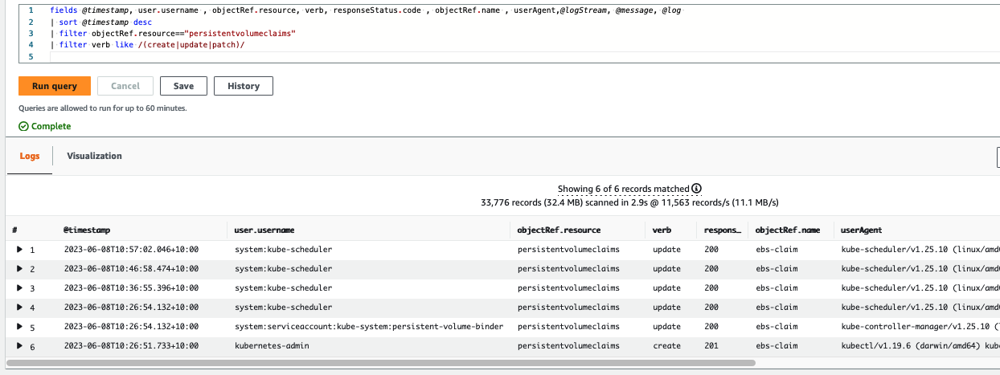 1 fields @timestamp, user.username , objectRef.resource, verb, responseStatus.code , objectRef.name , userAgent,@logStream, @message, @log
2 | sort @timestamp desc
3 | filter objectRef.resource=="persistentvolumeclaims"
4 | filter verb like /(create|update|patch)/
5
Run query Cancel Save History
Queries are allowed to run for up to 60 minutes.
Complete
Logs Visualization
Showing 6 of 6 records matched
33,776 records (32.4 MB) scanned in 2.9s @ 11,563 records/s (11.1 MB/s)
# @timestamp user.username objectRef.resource verb respons… objectRef.name userAgent
1 2023-06-08T10:57:02.046+10:00 system:kube-scheduler persistentvolumeclaims update 200 ebs-claim kube-scheduler/v1.25.10 (linux/amd
2 2023-06-08T10:46:58.474+10:00 system:kube-scheduler persistentvolumeclaims update 200 ebs-claim kube-scheduler/v1.25.10 (linux/amd
3 2023-06-08T10:36:55.396+10:00 system:kube-scheduler persistentvolumeclaims update 200 ebs-claim kube-scheduler/v1.25.10 (linux/amd
4 2023-06-08T10:26:54.132+10:00 system:kube-scheduler persistentvolumeclaims update 200 ebs-claim kube-scheduler/v1.25.10 (linux/amd
5 2023-06-08T10:26:54.132+10:00 system:serviceaccount:kube-system:persistent-volume-binder persistentvolumeclaims update 200 ebs-claim kube-controller-manager/v1.25.10 (
6 2023-06-08T10:26:51.733+10:00 kubernetes-admin persistentvolumeclaims create 201 ebs-claim kubectl/v1.19.6 (darwin/amd64) kub